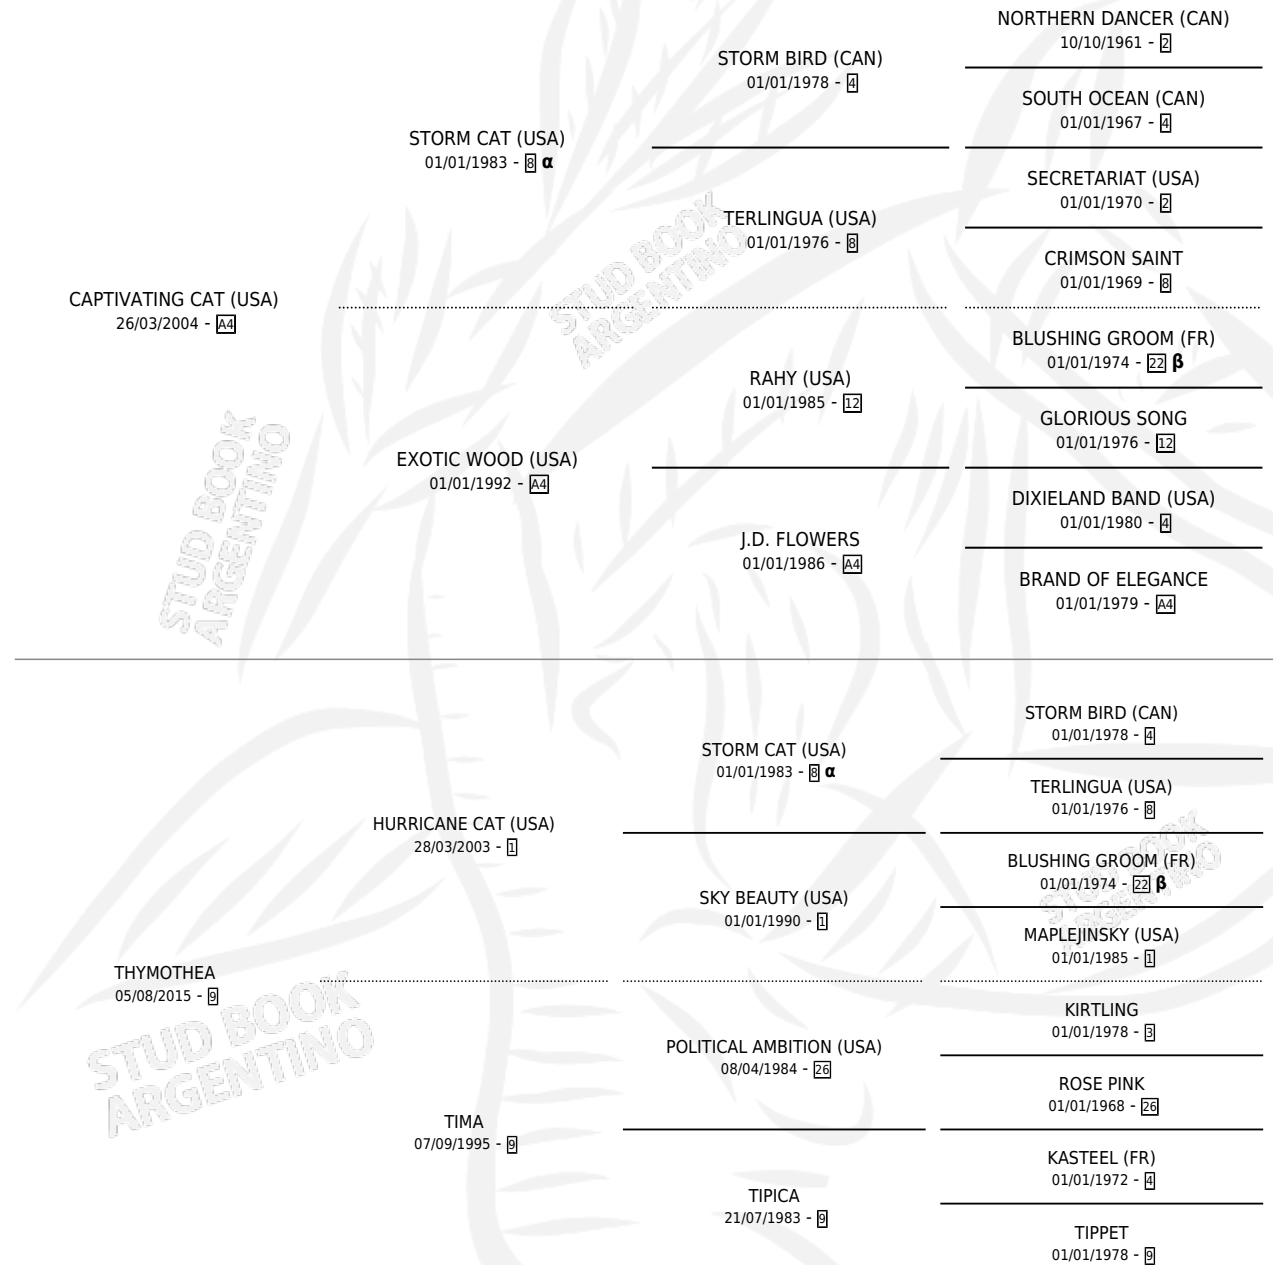 NORTHERN DANCER (CAN)
10/10/1961 - 2
STORM BIRD (CAN)
01/01/1978 - 4
SOUTH OCEAN (CAN)
01/01/1967 - 4
STORM CAT (USA)
01/01/1983 - 8 α
SECRETARIAT (USA)
01/01/1970 - 2
TERLINGUA (USA)
01/01/1976 - 8
CRIMSON SAINT
01/01/1969 - 8
CAPTIVATING CAT (USA)
26/03/2004 - A4
BLUSHING GROOM (FR)
01/01/1974 - 22 β
RAHY (USA)
01/01/1985 - 12
GLORIOUS SONG
01/01/1976 - 12
EXOTIC WOOD (USA)
01/01/1992 - A4
DIXIELAND BAND (USA)
01/01/1980 - 4
J.D. FLOWERS
01/01/1986 - A4
BRAND OF ELEGANCE
01/01/1979 - A4
STORM BIRD (CAN)
01/01/1978 - 4
STORM CAT (USA)
01/01/1983 - 8 α
TERLINGUA (USA)
01/01/1976 - 8
HURRICANE CAT (USA)
28/03/2003 - 1
BLUSHING GROOM (FR)
01/01/1974 - 22 β
SKY BEAUTY (USA)
01/01/1990 - 1
MAPLEJINSKY (USA)
01/01/1985 - 1
THYMOTHEA
05/08/2015 - 9
KIRTLING
01/01/1978 - 3
POLITICAL AMBITION (USA)
08/04/1984 - 26
ROSE PINK
01/01/1968 - 26
TIMA
07/09/1995 - 9
KASTEEL (FR)
01/01/1972 - 4
TIPICA
21/07/1983 - 9
TIPPET
01/01/1978 - 9
STUD BOOK
ARGENTINO
STUD BOOK
ARGENTINO
STUD BOOK
ARGENTINO
STUD BOOK
ARGENTINO